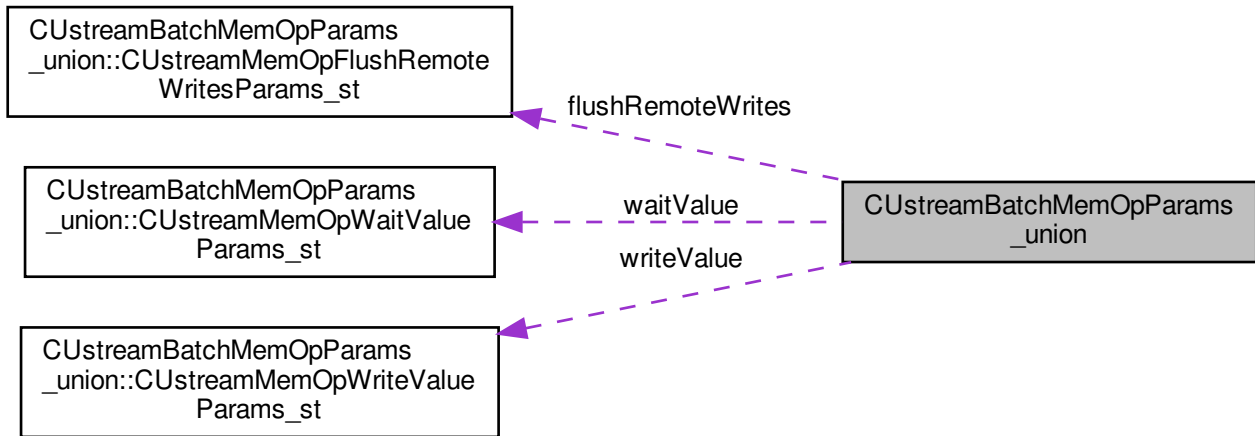 CUstreamBatchMemOpParams
_union::CUstreamMemOpFlushRemote
WritesParams_st
flushRemoteWrites
CUstreamBatchMemOpParams
_union::CUstreamMemOpWaitValue
Params_st
waitValue
CUstreamBatchMemOpParams
_union
writeValue
CUstreamBatchMemOpParams
_union::CUstreamMemOpWriteValue
Params_st